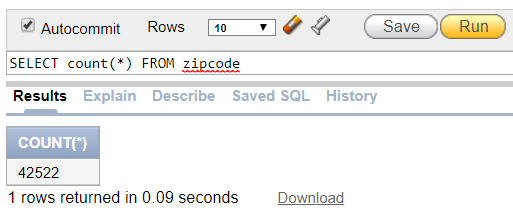 Autocommit Rows 10 Save Run
SELECT count(*) FROM zipcode
Results Explain Describe Saved SQL History
COUNT(*)
42522
1 rows returned in 0.09 seconds Download